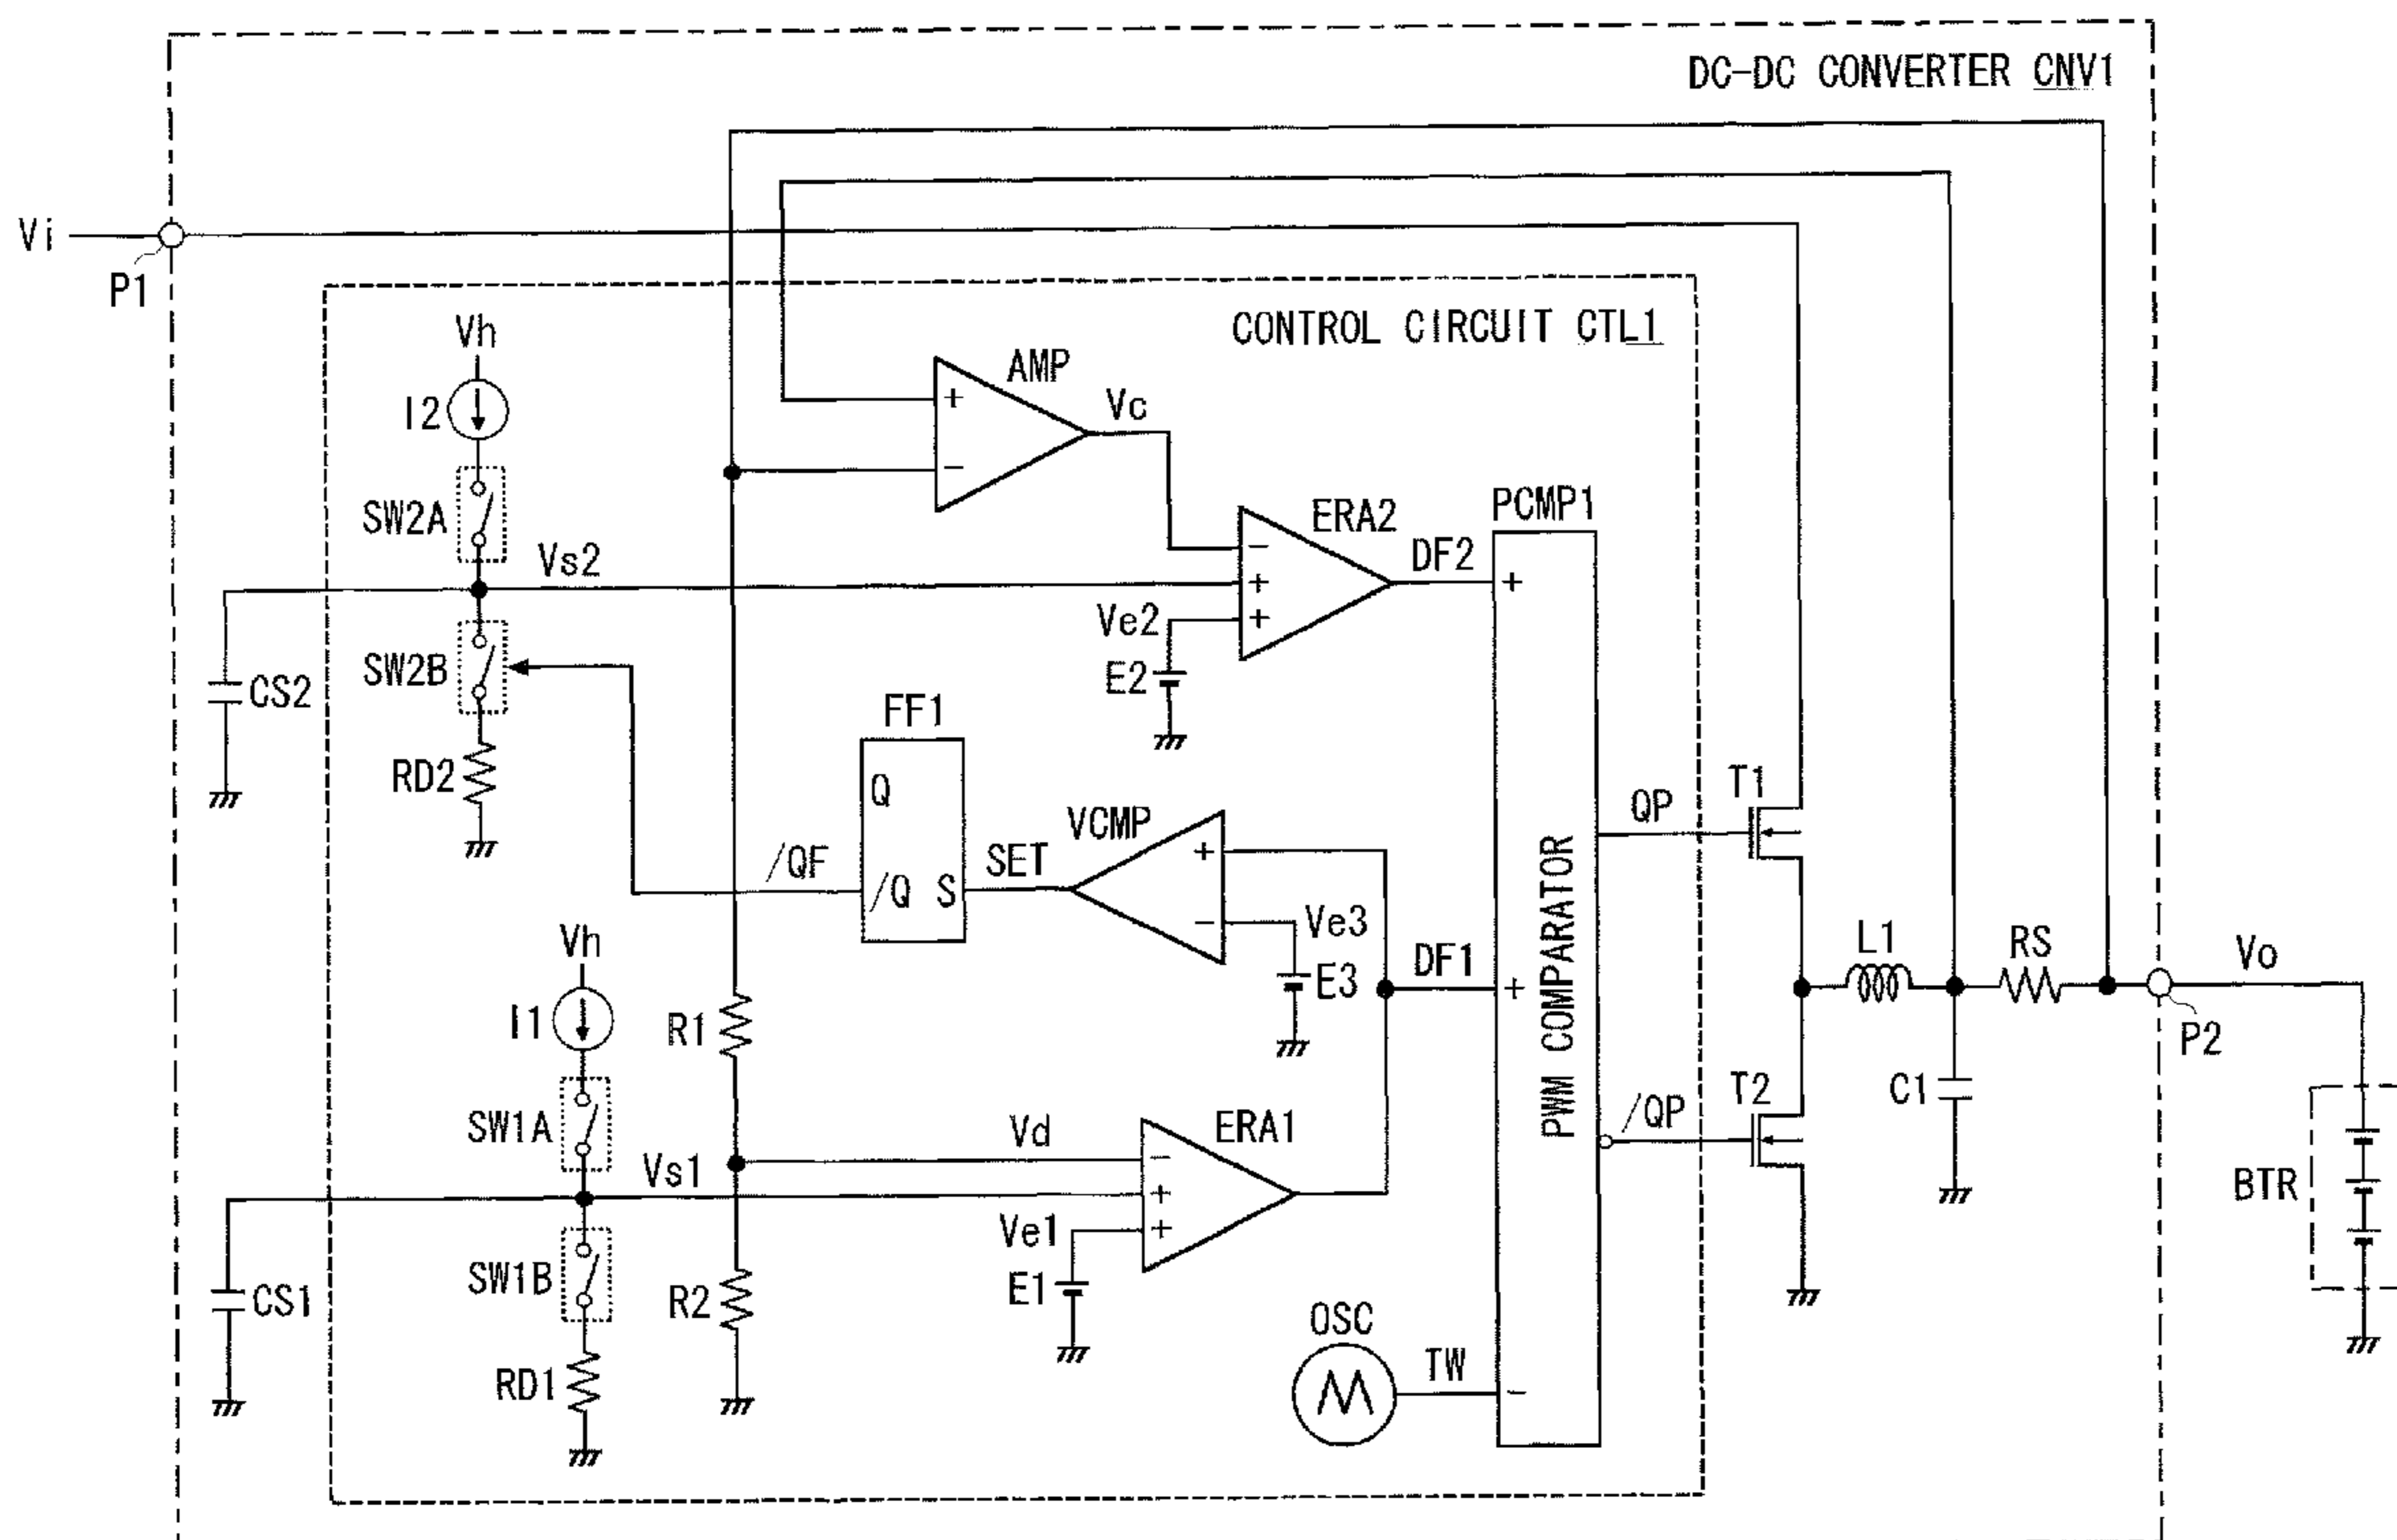 DC-DC CONVERTER CNV1
Vi
P1
CONTROL CIRCUIT CTL1
Vh
I2
AMP
+
−
Vc
SW2A
Vs2
ERA2
−
+
+
DF2
PCMP1
+
Ve2
E2
SW2B
CS2
RD2
FF1
Q
/Q S
/QF
SET
VCMP
+
−
Ve3
E3
DF1
+
PWM COMPARATOR
QP
T1
L1
RS
Vo
P2
Vh
I1
R1
SW1A
Vs1
Vd
ERA1
−
+
+
Ve1
E1
/QP
T2
C1
BTR
SW1B
CS1
R2
RD1
OSC
TW
−